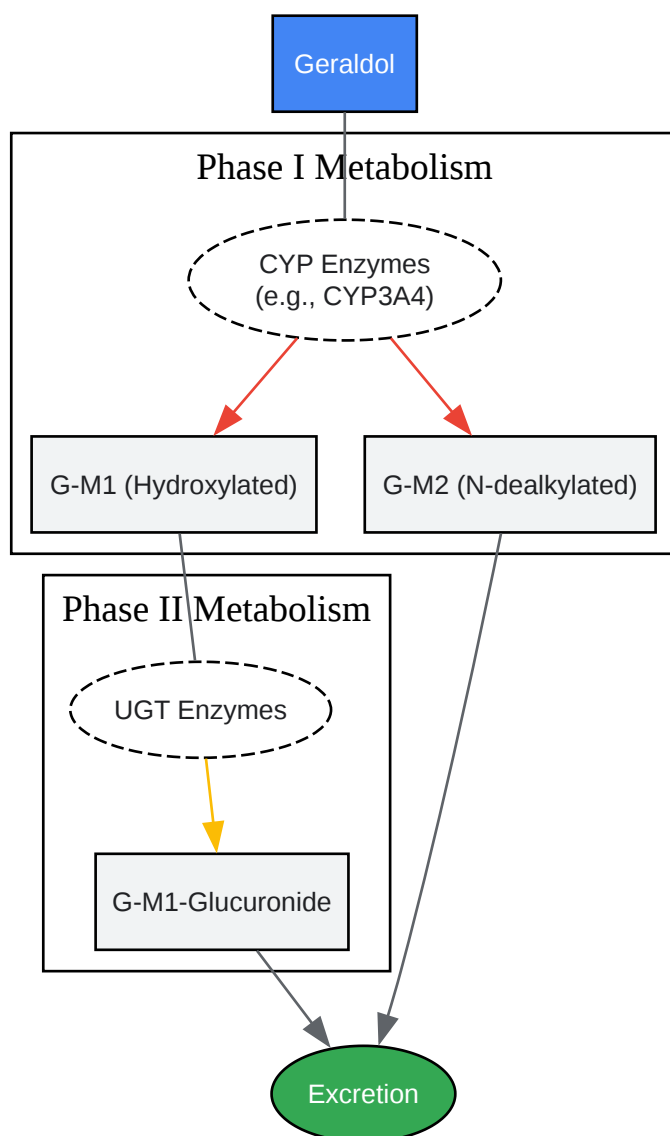 Geraldol
Phase I Metabolism
CYP Enzymes
(e.g., CYP3A4)
G-M1 (Hydroxylated)
G-M2 (N-dealkylated)
Phase II Metabolism
UGT Enzymes
G-M1-Glucuronide
Excretion